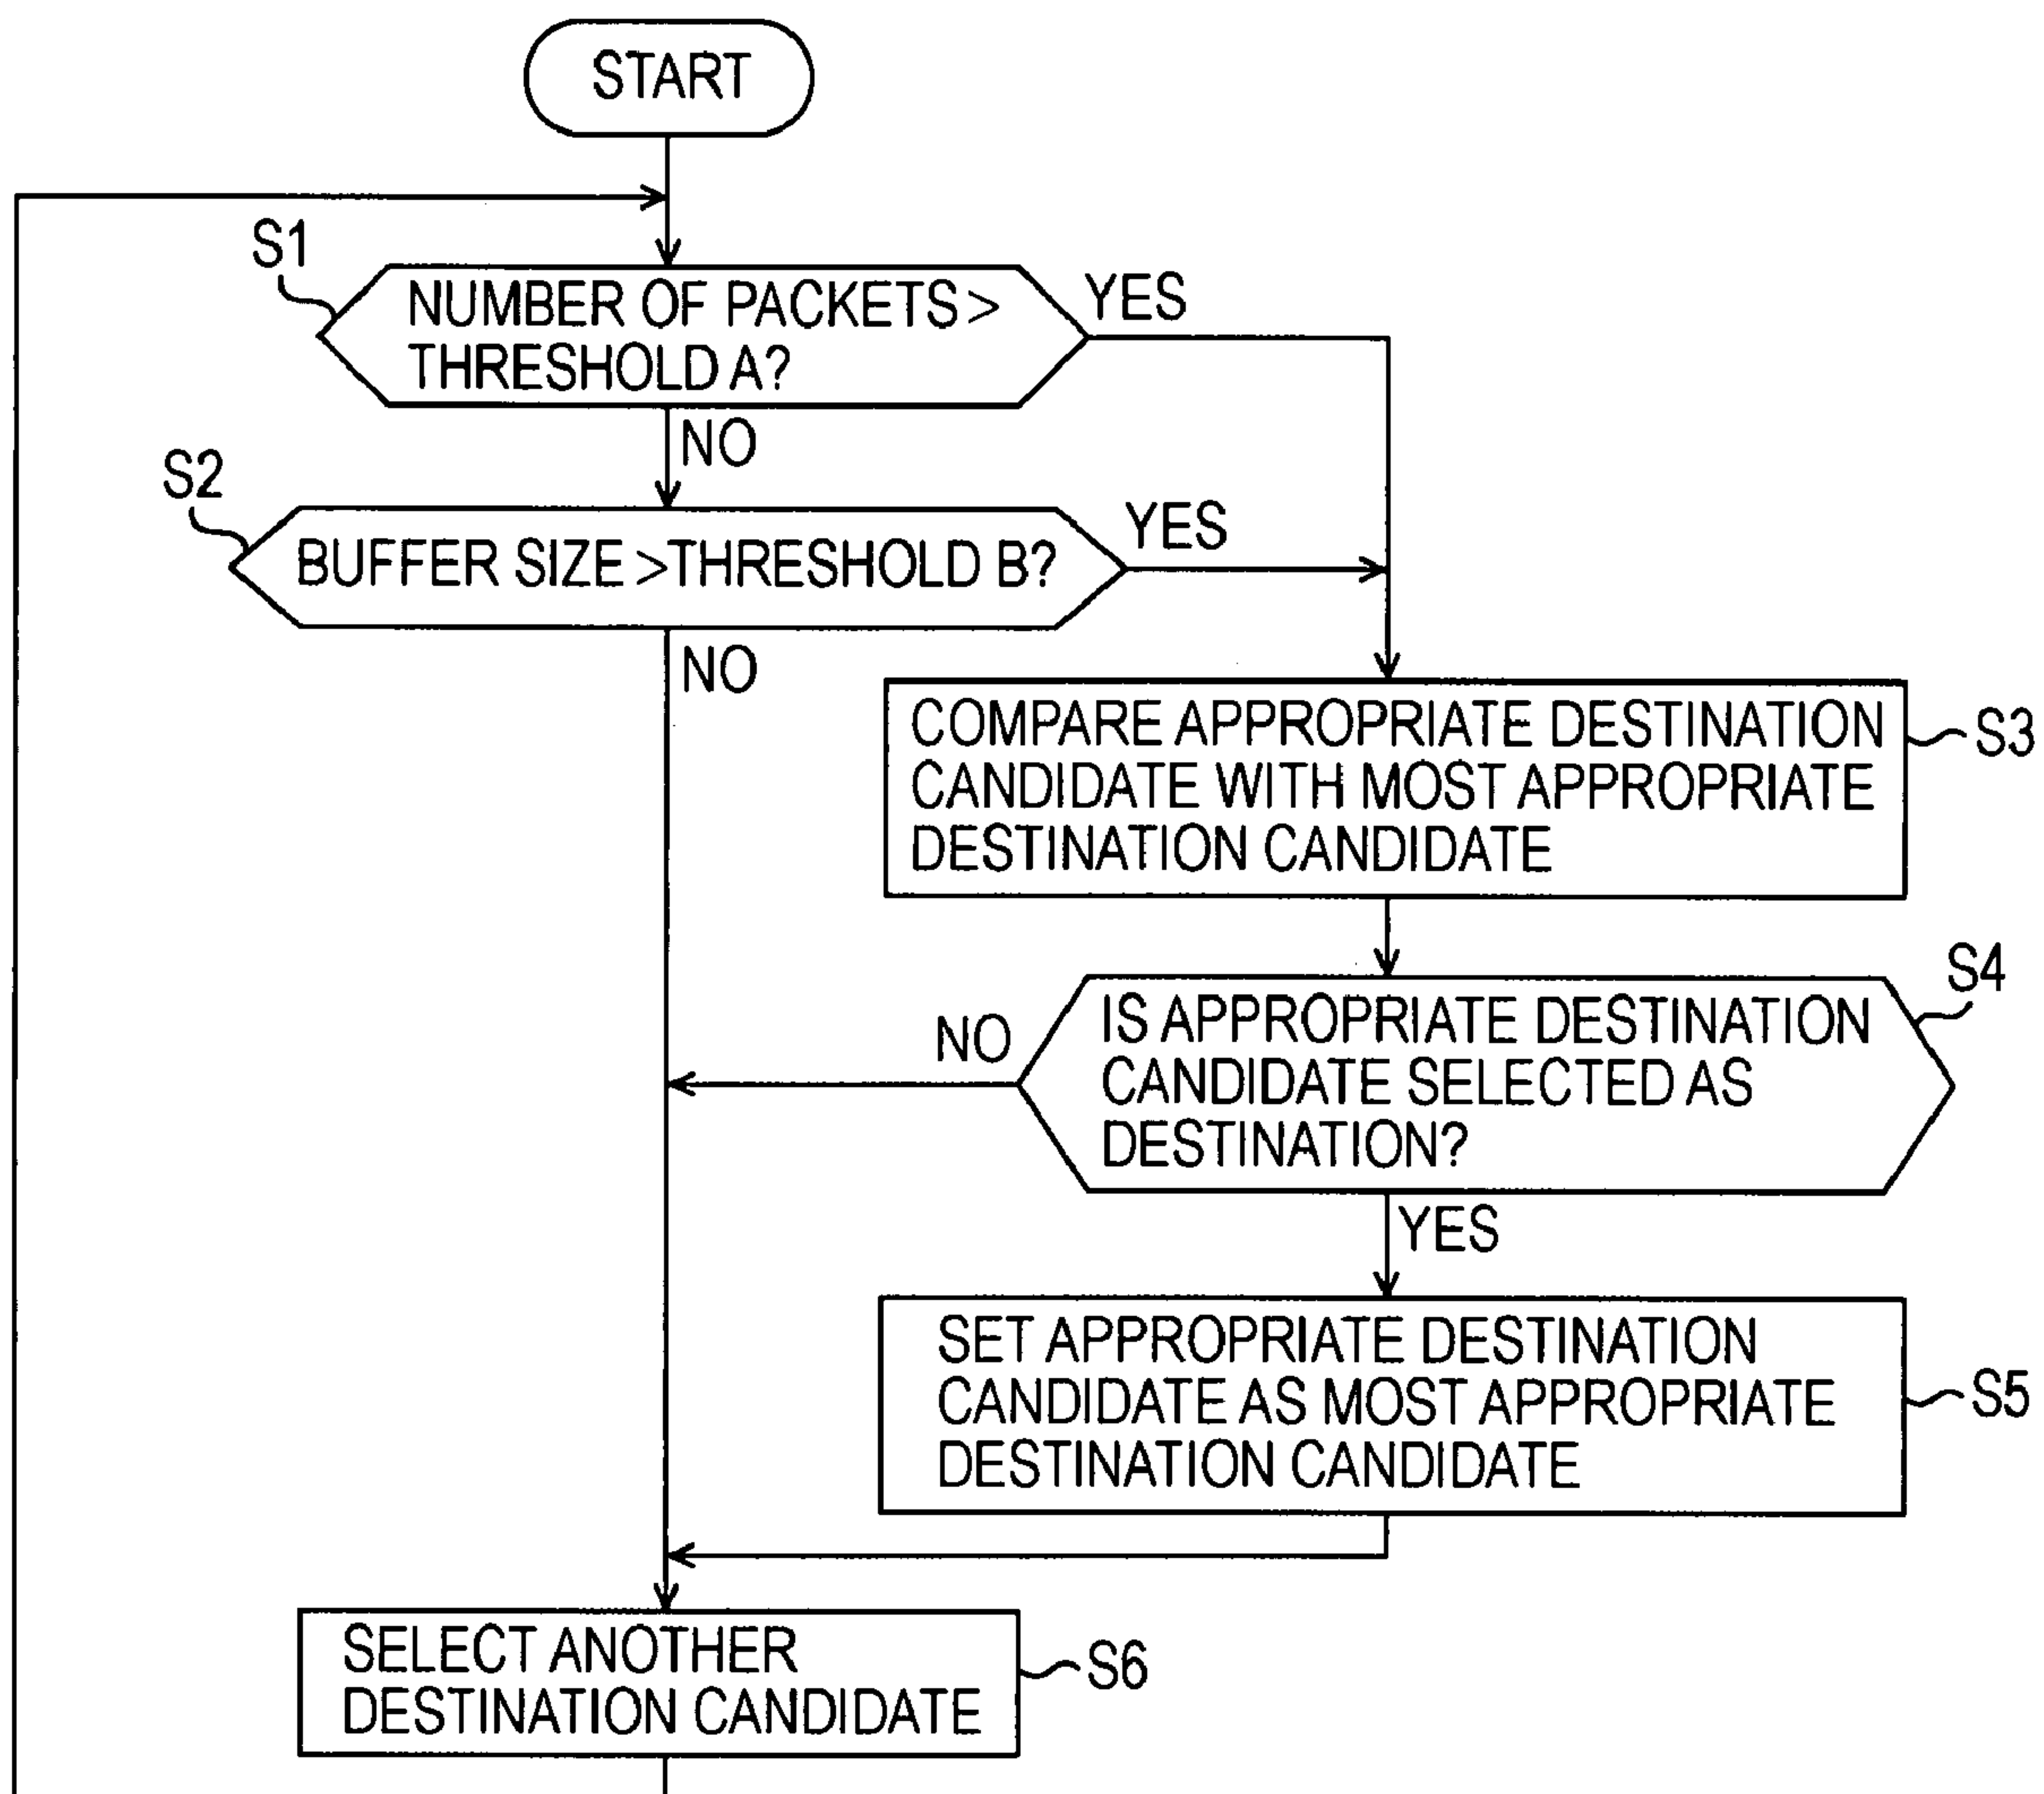 START
S1
NUMBER OF PACKETS >
THRESHOLD A?
YES
NO
S2
BUFFER SIZE > THRESHOLD B?
YES
NO
COMPARE APPROPRIATE DESTINATION
CANDIDATE WITH MOST APPROPRIATE
DESTINATION CANDIDATE
S3
S4
NO
IS APPROPRIATE DESTINATION
CANDIDATE SELECTED AS
DESTINATION?
YES
SET APPROPRIATE DESTINATION
CANDIDATE AS MOST APPROPRIATE
DESTINATION CANDIDATE
S5
SELECT ANOTHER
DESTINATION CANDIDATE
S6